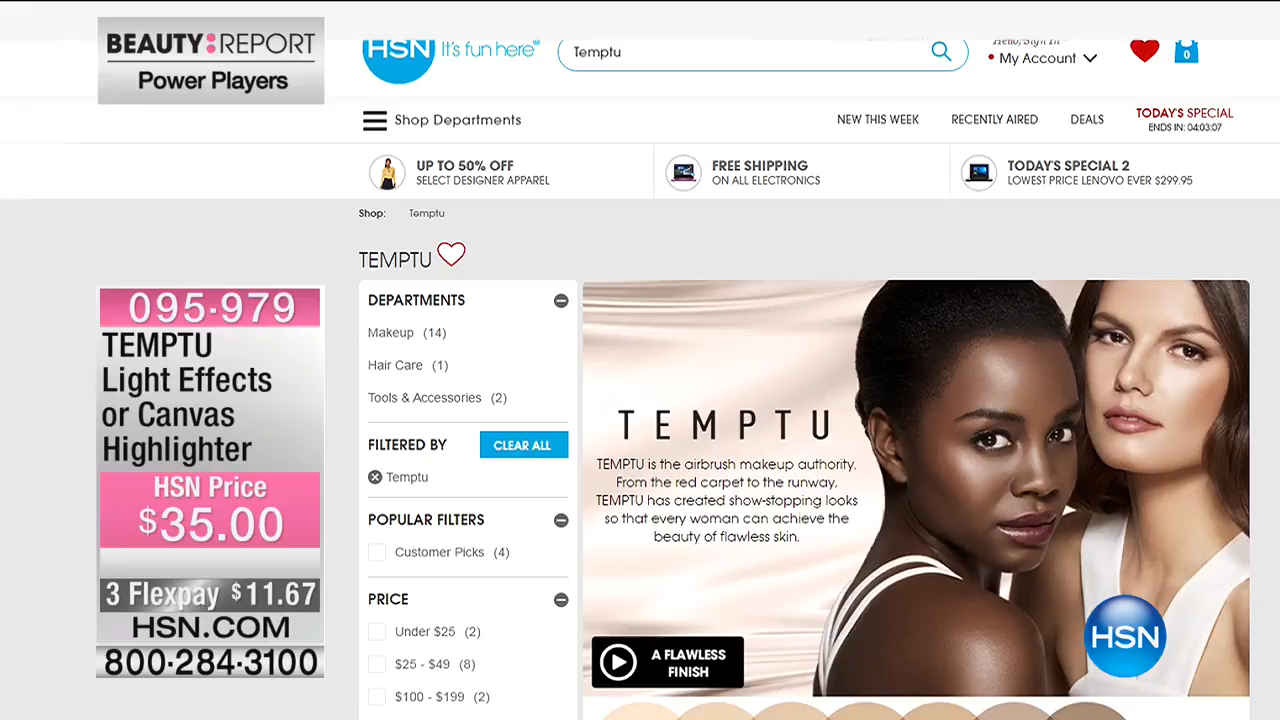 BEAUTY:REPORT
Power Players
HSN It's fun here®
Temptu
Hello, Sign In
My Account
0
Shop Departments
NEW THIS WEEK
RECENTLY AIRED
DEALS
TODAY'S SPECIAL
ENDS IN: 04:03:07
UP TO 50% OFF
SELECT DESIGNER APPAREL
FREE SHIPPING
ON ALL ELECTRONICS
TODAY'S SPECIAL 2
LOWEST PRICE LENOVO EVER $299.95
Shop: Temptu
TEMPTU
095·979
TEMPTU
Light Effects
or Canvas
Highlighter
HSN Price
$35.00
3 Flexpay $11.67
HSN.COM
800·284·3100
DEPARTMENTS
Makeup (14)
Hair Care (1)
Tools & Accessories (2)
FILTERED BY CLEAR ALL
Temptu
POPULAR FILTERS
Customer Picks (4)
PRICE
Under $25 (2)
$25 - $49 (8)
$100 - $199 (2)
TEMPTU
TEMPTU is the airbrush makeup authority.
From the red carpet to the runway,
TEMPTU has created show-stopping looks
so that every woman can achieve the
beauty of flawless skin.
A FLAWLESS
FINISH
HSN